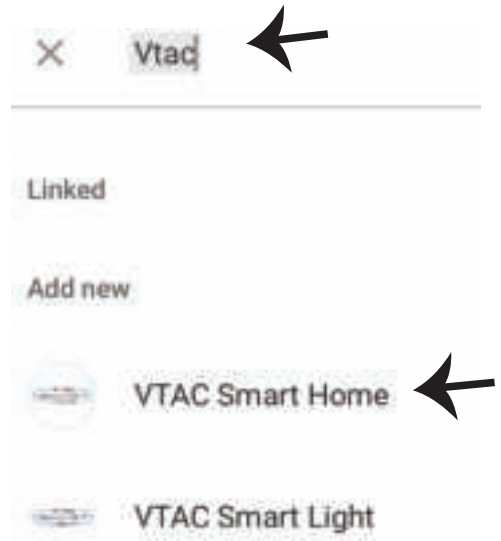 Vtac
Linked
Add new
VTAC Smart Home
VTAC Smart Light